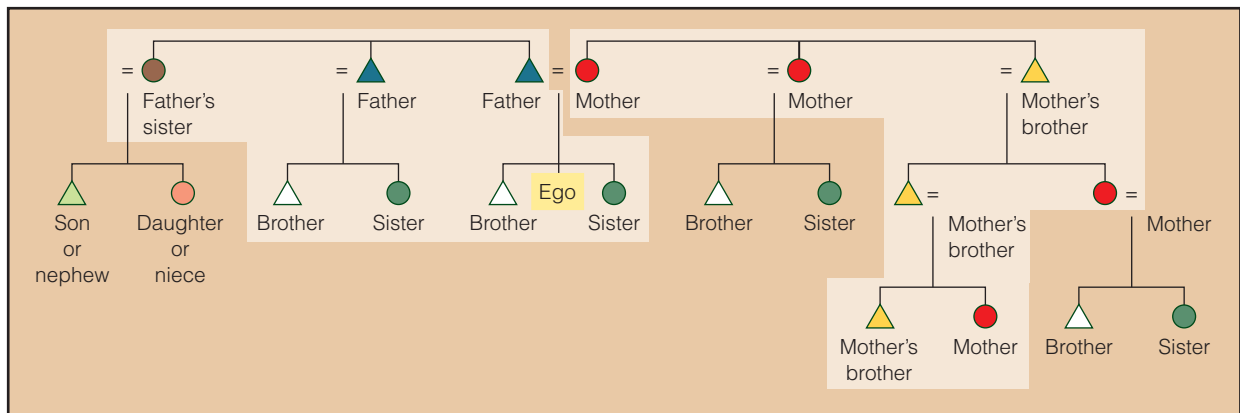 = = = = = =
Father's sister
Father
Father
Mother
Mother
Mother's brother
= =
Son or nephew
Daughter or niece
Brother
Sister
Brother
Ego
Sister
Brother
Sister
Mother's brother
Mother
Mother's brother
Mother
Brother
Sister